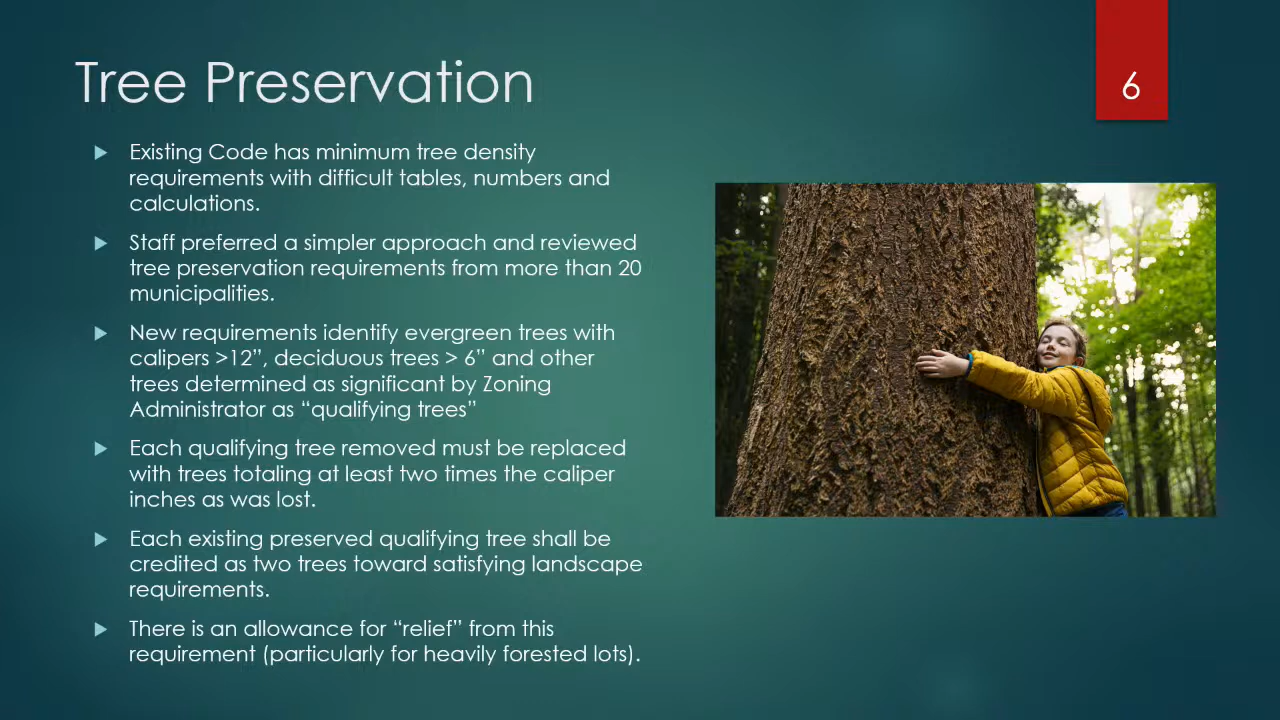 Tree Preservation
6
Existing Code has minimum tree density
requirements with difficult tables, numbers and
calculations.
Staff preferred a simpler approach and reviewed
tree preservation requirements from more than 20
municipalities.
New requirements identify evergreen trees with
calipers >12”, deciduous trees > 6” and other
trees determined as significant by Zoning
Administrator as “qualifying trees”
Each qualifying tree removed must be replaced
with trees totaling at least two times the caliper
inches as was lost.
Each existing preserved qualifying tree shall be
credited as two trees toward satisfying landscape
requirements.
There is an allowance for “relief” from this
requirement (particularly for heavily forested lots).